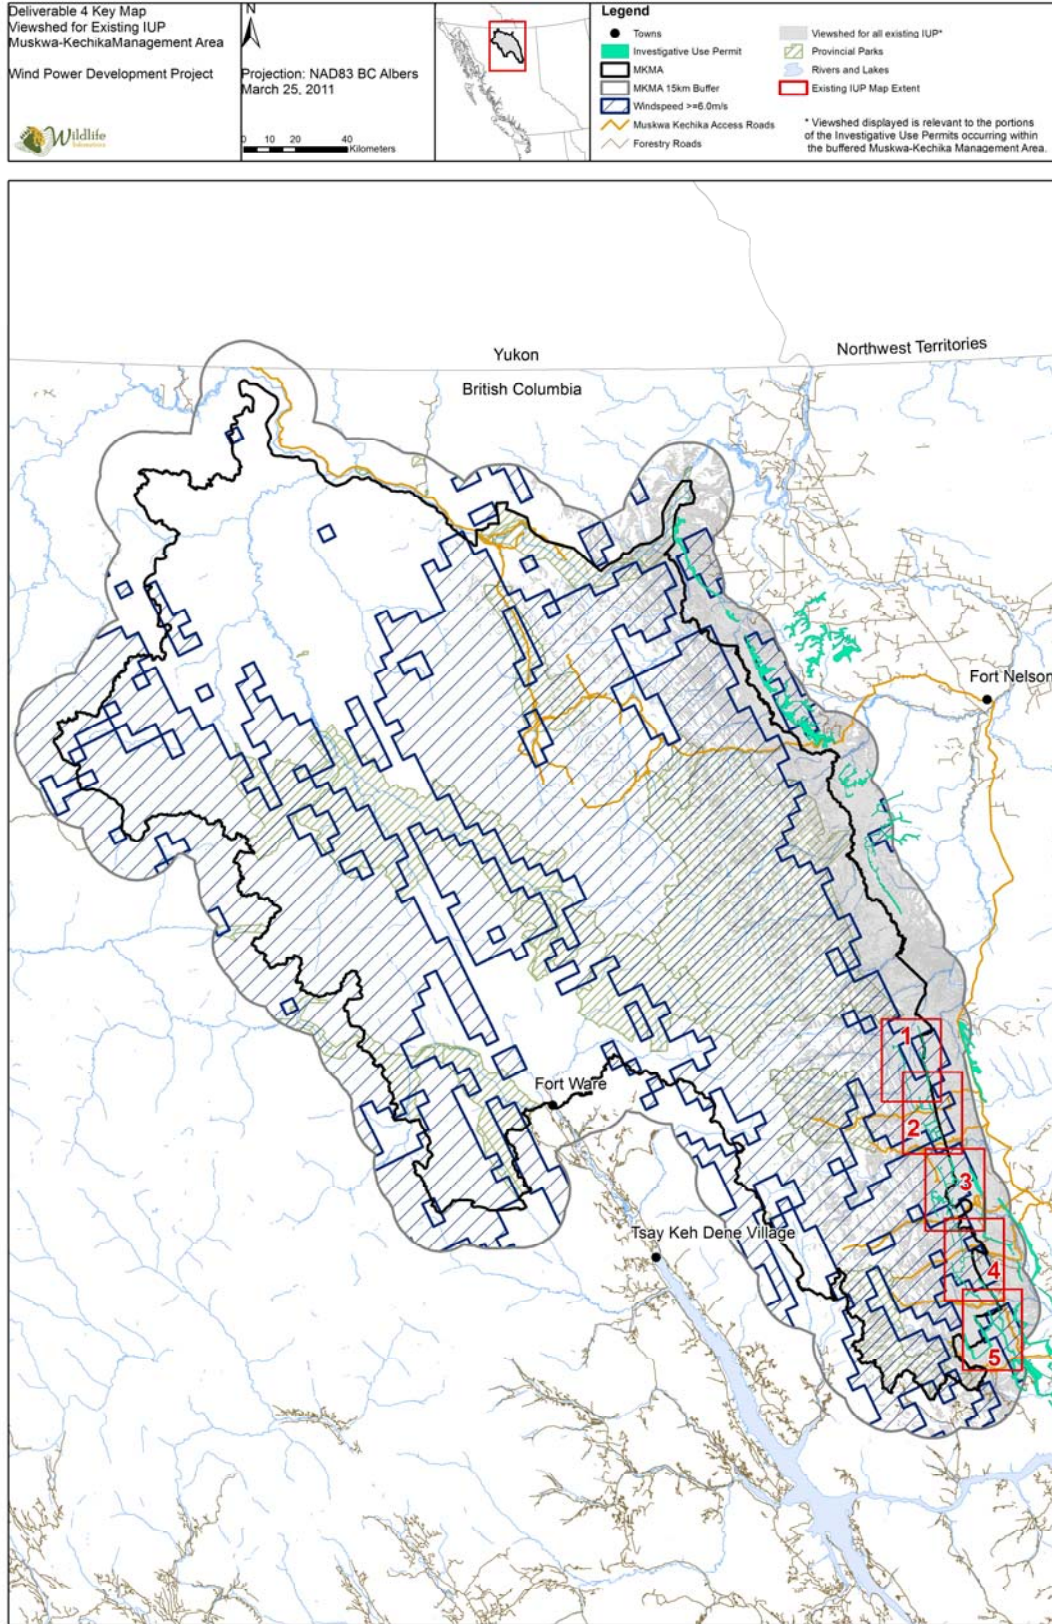 Deliverable 4 Key Map
Viewshed for Existing IUP
Muskwa-KechikaManagement Area
Wind Power Development Project
Wildlife
Infometrics
N
Projection: NAD83 BC Albers
March 25, 2011
0 10 20 40
Kilometers
Legend
Towns
Investigative Use Permit
MKMA
MKMA 15km Buffer
Windspeed >=6.0m/s
Muskwa Kechika Access Roads
Forestry Roads
Viewshed for all existing IUP*
Provincial Parks
Rivers and Lakes
Existing IUP Map Extent
* Viewshed displayed is relevant to the portions
of the Investigative Use Permits occurring within
the buffered Muskwa-Kechika Management Area.
Yukon
Northwest Territories
British Columbia
Fort Nelson
1
Fort Ware
2
3
Tsay Keh Dene Village
4
5